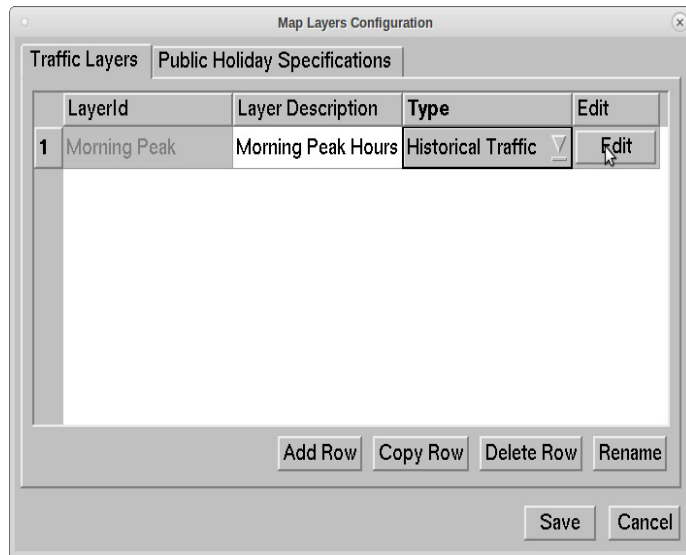 Map Layers Configuration
Traffic Layers Public Holiday Specifications
LayerId Layer Description Type Edit
1 Morning Peak Morning Peak Hours Historical Traffic Edit
Add Row Copy Row Delete Row Rename
Save Cancel